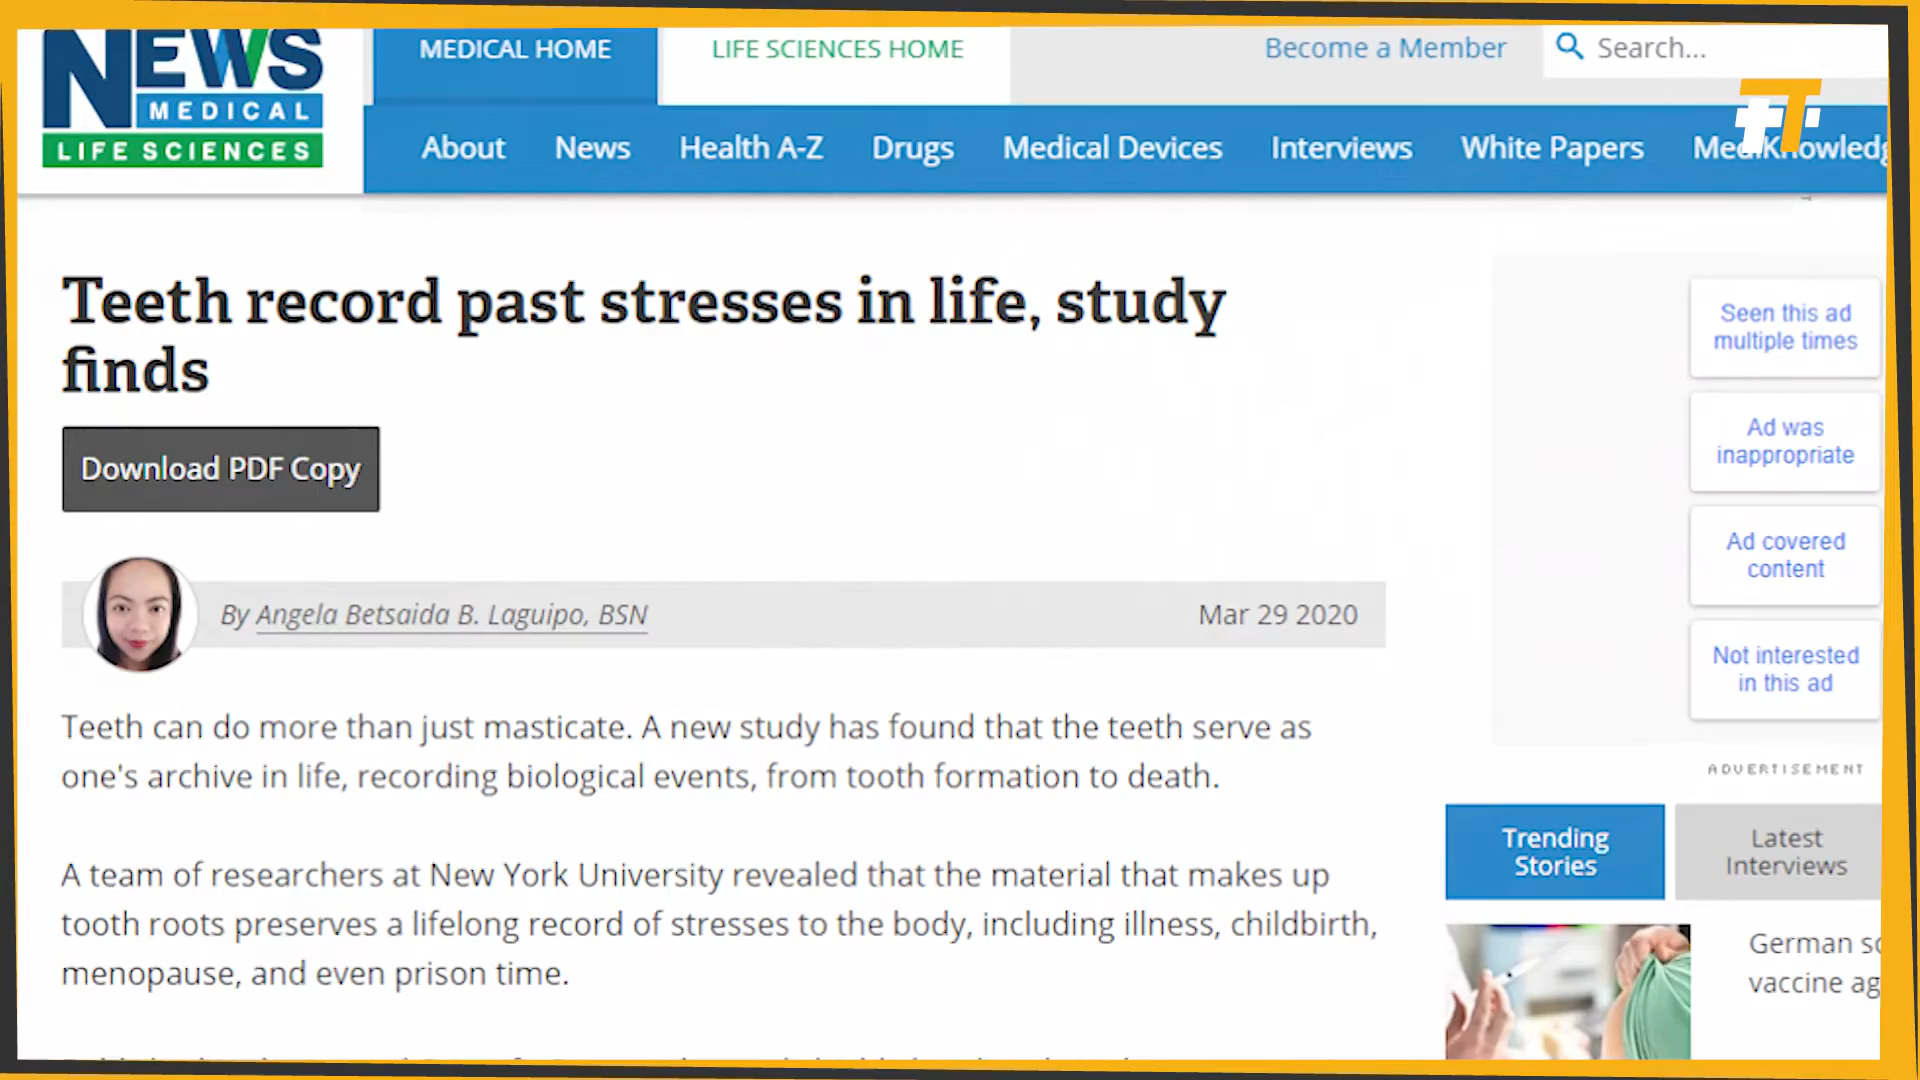 NEWS
MEDICAL
LIFE SCIENCES
MEDICAL HOME
LIFE SCIENCES HOME
Become a Member
Search...
About
News
Health A-Z
Drugs
Medical Devices
Interviews
White Papers
Teeth record past stresses in life, study
finds
Download PDF Copy
By Angela Betsaida B. Laguipo, BSN
Mar 29 2020
Teeth can do more than just masticate. A new study has found that the teeth serve as
one's archive in life, recording biological events, from tooth formation to death.
A team of researchers at New York University revealed that the material that makes up
tooth roots preserves a lifelong record of stresses to the body, including illness, childbirth,
menopause, and even prison time.
Seen this ad
multiple times
Ad was
inappropriate
Ad covered
content
Not interested
in this ad
ADVERTISEMENT
Trending
Stories
Latest
Interviews
German
vaccine